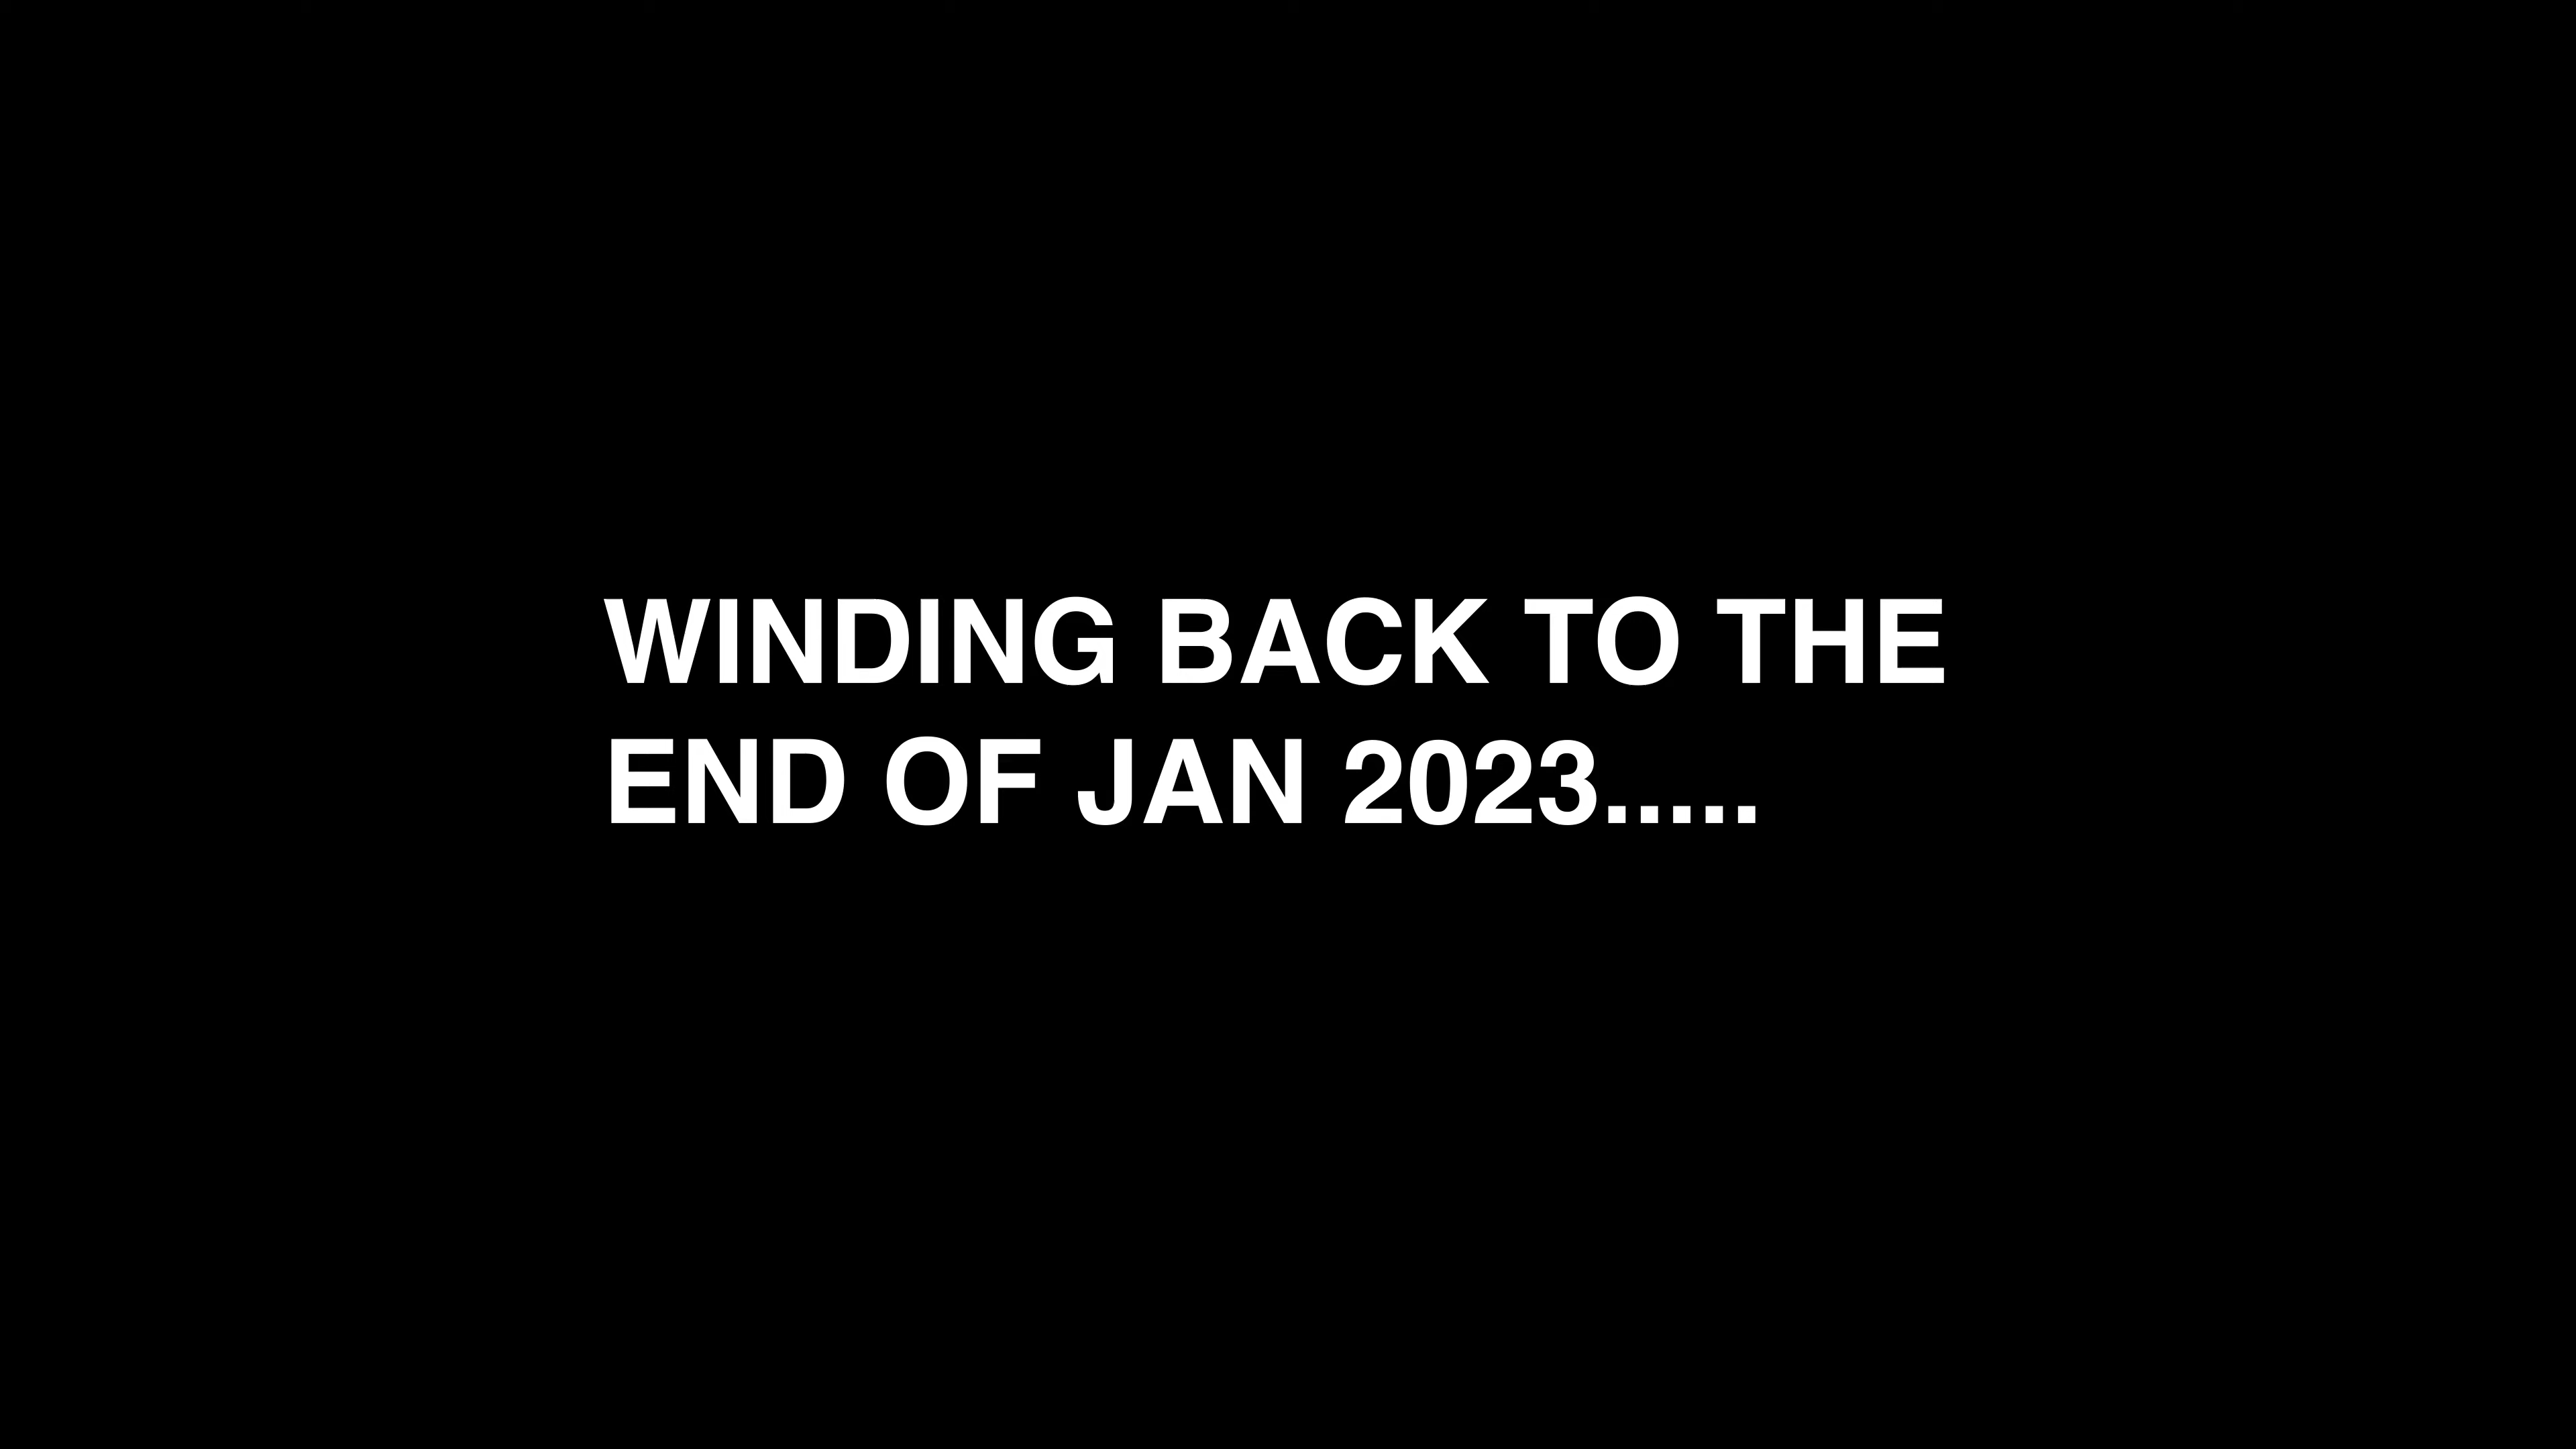 WINDING BACK TO THE
END OF JAN 2023.....